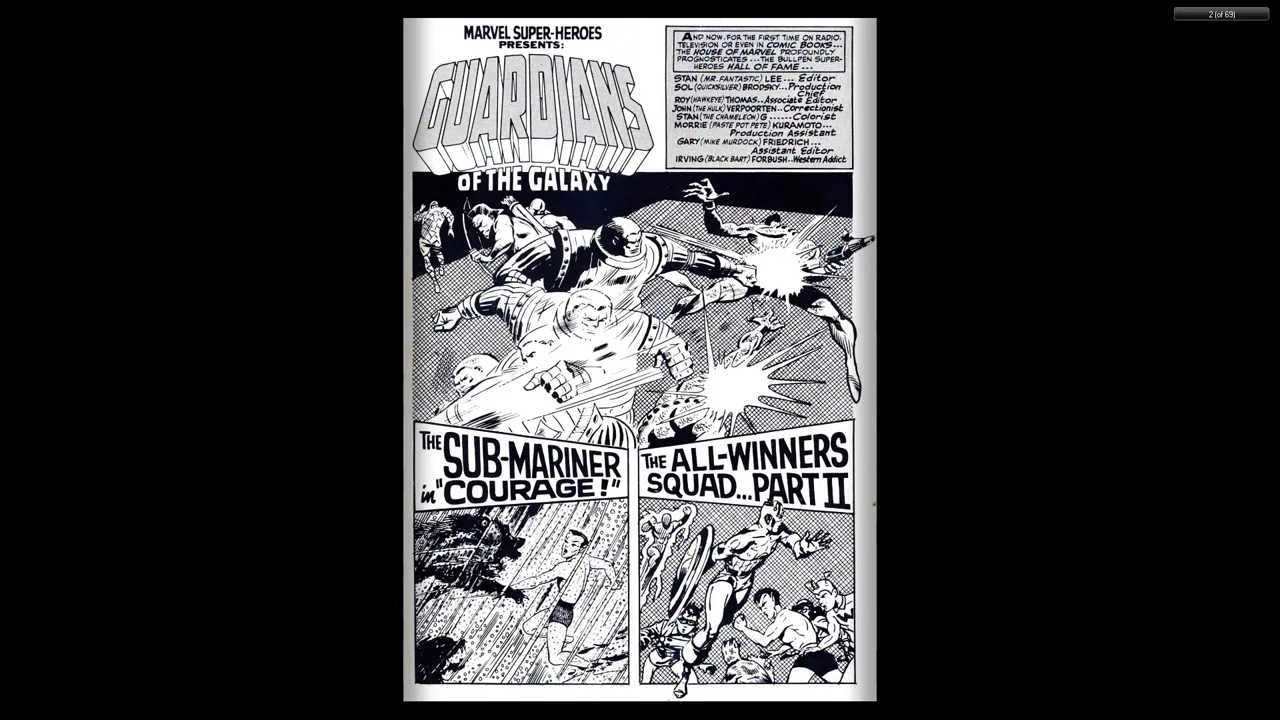 2 (of 69)
MARVEL SUPER-HEROES
PRESENTS:
GUARDIANS
OF THE GALAXY
AND NOW, FOR THE FIRST TIME ON RADIO,
TELEVISION OR EVEN IN COMIC BOOKS...
THE HOUSE OF MARVEL PROFOUNDLY
PROGNOSTICATES...THE BULLPEN SUPER-
HEROES HALL OF FAME...
STAN (MR. FANTASTIC) LEE... Editor
SOL (QUICKSILVER) BRODSKY...Production
Chief
ROY (HAWKEYE) THOMAS..Associate Editor
JOHN (THE HULK) VERPOORTEN..Correctionist
STAN (THE CHAMELEON) G ......Colorist
MORRIE (PASTE POT PETE) KURAMOTO...
Production Assistant
GARY (MIKE MURDOCK) FRIEDRICH...
Assistant Editor
IRVING (BLACK BART) FORBUSH..Western Addict
THE
SUB-MARINER
in "COURAGE!"
THE ALL-WINNERS
SQUAD...PART II